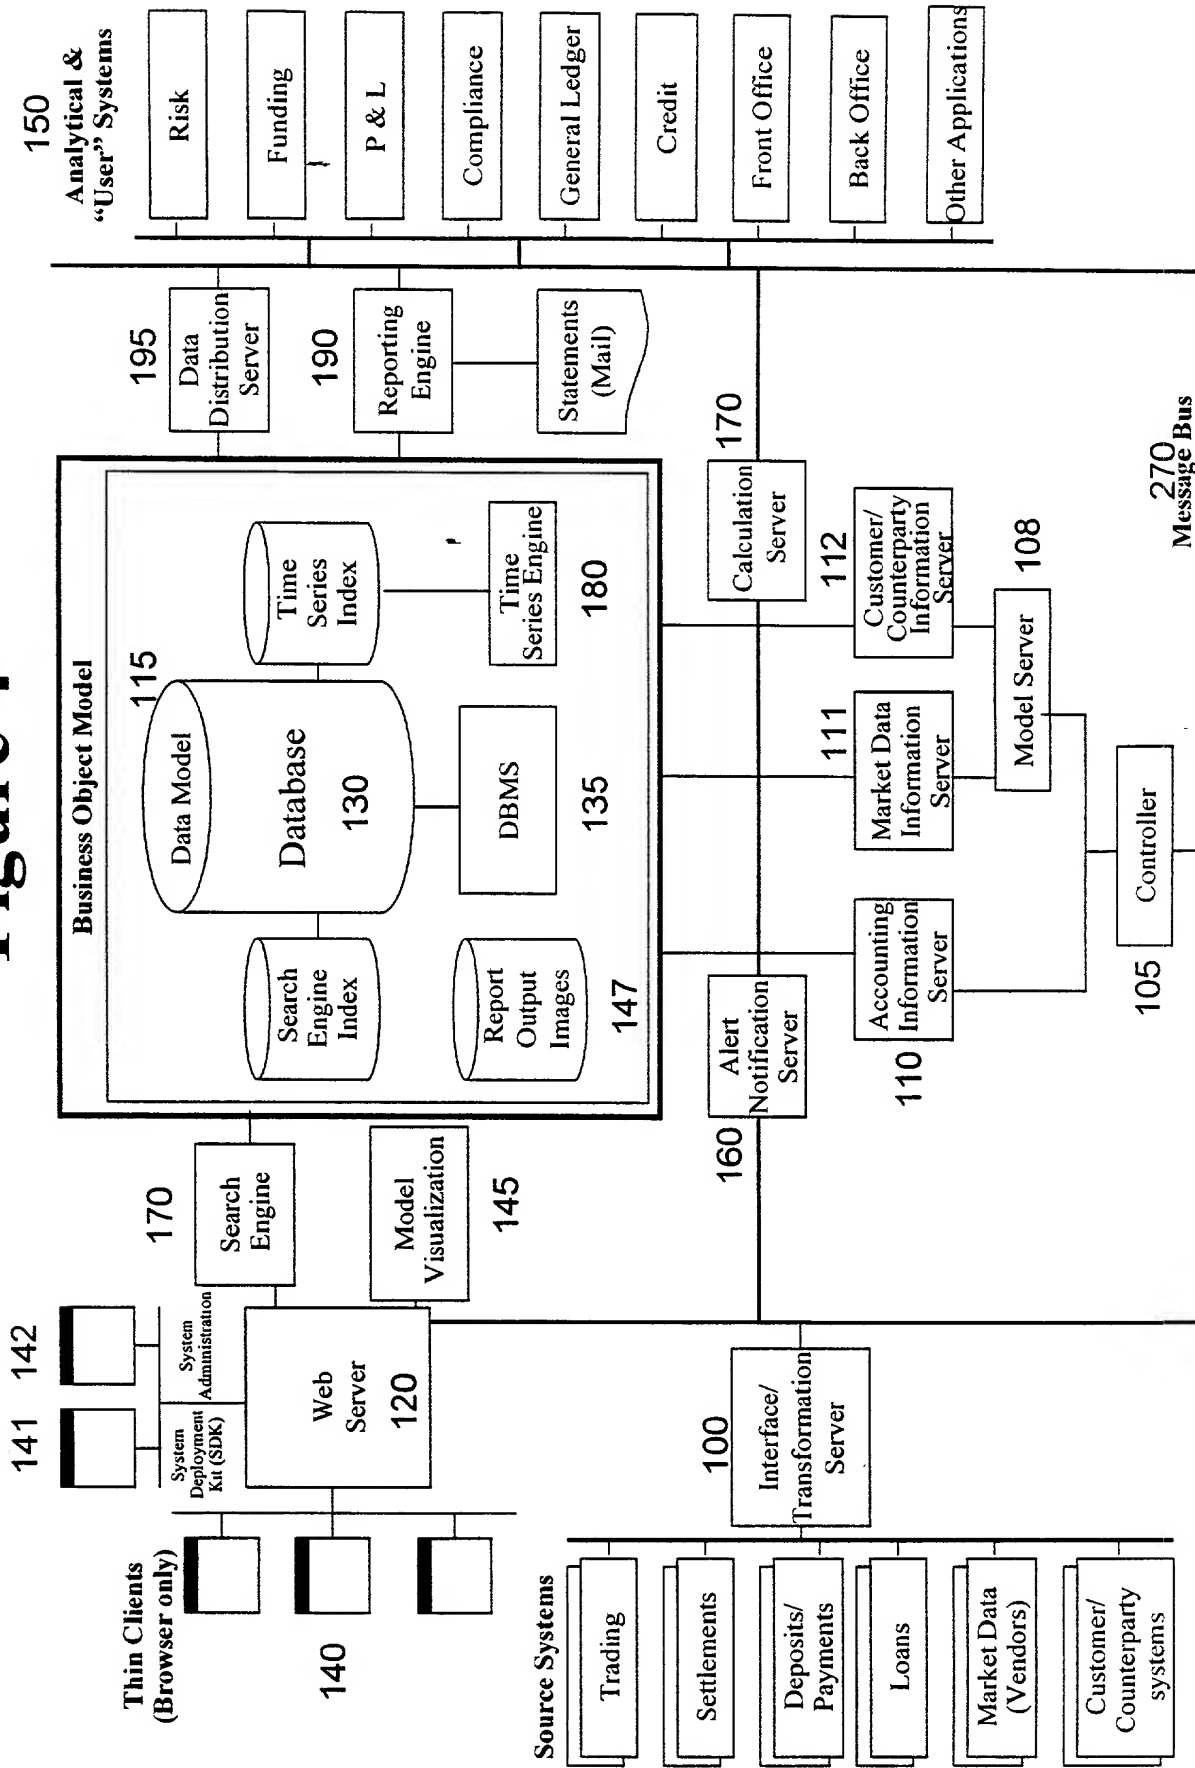 Figure 1
Thin Clients
(Browser only)
140
141
142
System
Deployment
Kit (SDK)
System
Administration
Web
Server
120
170
Search
Engine
Model
Visualization
145
Business Object Model
115
Data Model
Database
130
Search
Engine
Index
Time
Series
Index
Report
Output
Images
147
DBMS
135
Time
Series Engine
180
195
Data
Distribution
Server
190
Reporting
Engine
Statements
(Mail)
150
Analytical &
“User” Systems
Risk
Funding
P & L
Compliance
General Ledger
Credit
Front Office
Back Office
Other Applications
Source Systems
Trading
Settlements
Deposits/
Payments
Loans
Market Data
(Vendors)
Customer/
Counterparty
systems
100
Interface/
Transformation
Server
160
Alert
Notification
Server
Calculation
Server
170
110
Accounting
Information
Server
111
Market Data
Information
Server
112
Customer/
Counterparty
Information
Server
Model Server
108
105
Controller
270
Message Bus